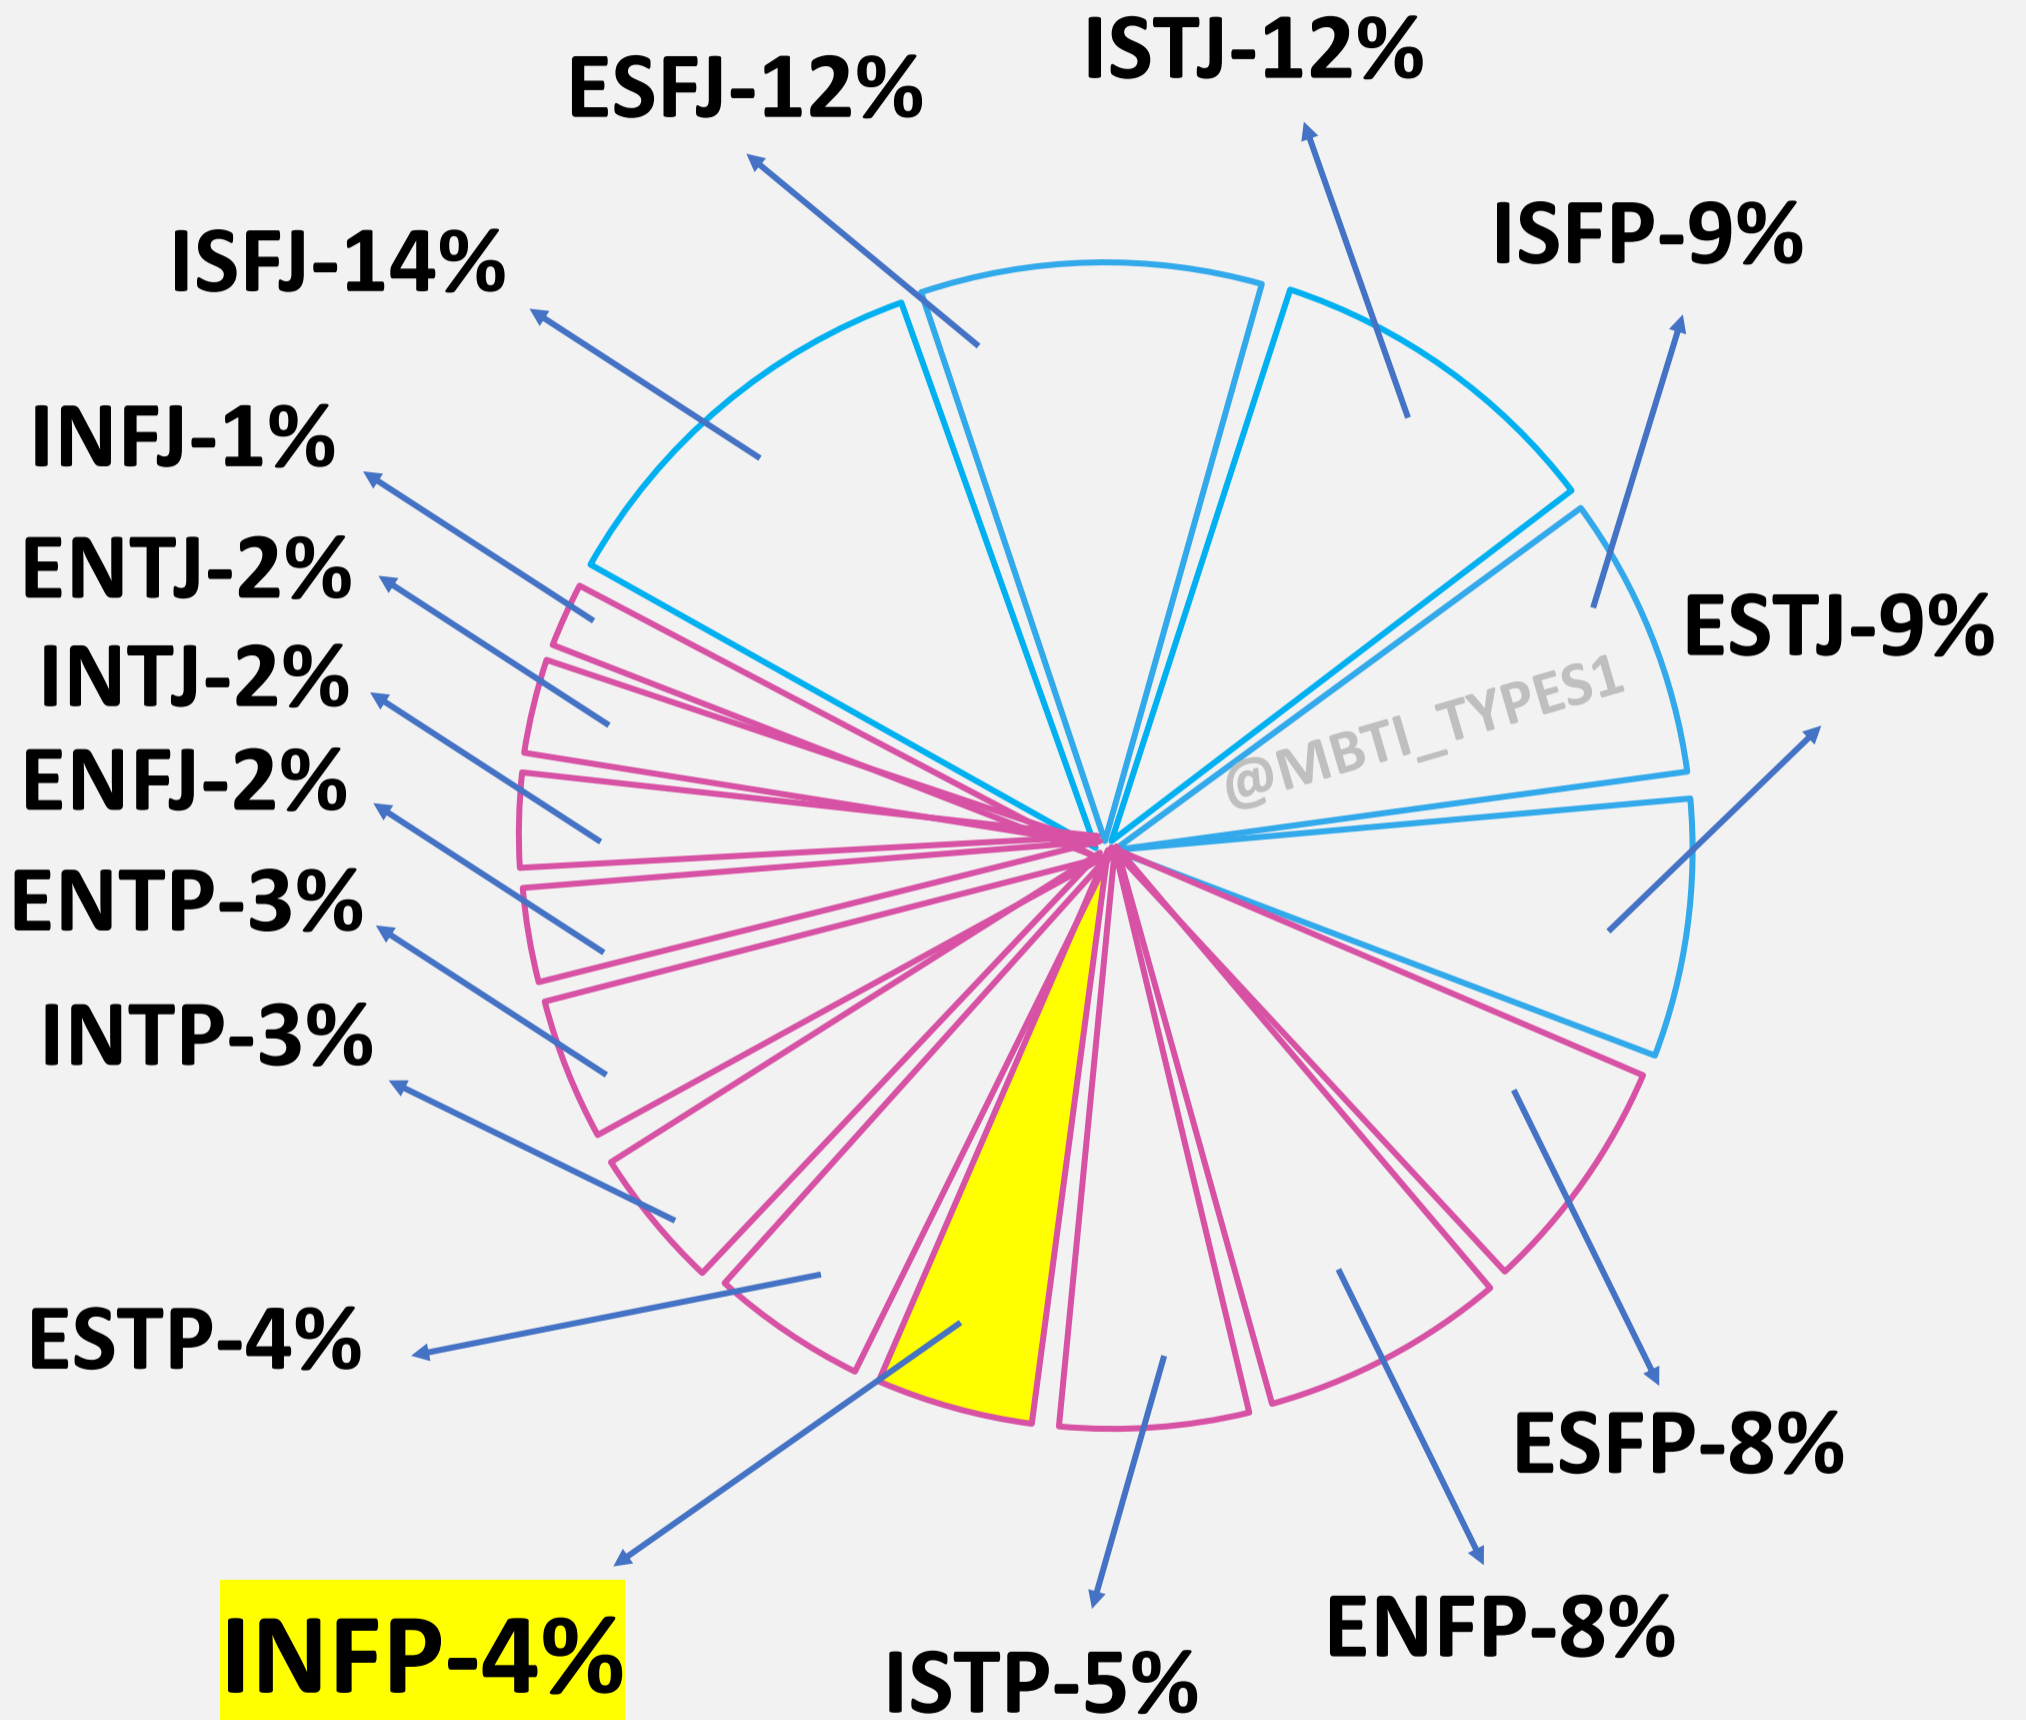 ISTJ-12%
ESFJ-12%
ISFP-9%
ISFJ-14%
INFJ-1%
ENTJ-2%
ESTJ-9%
INTJ-2%
@MBTI_TYPES1
ENFJ-2%
ENTP-3%
INTP-3%
ESTP-4%
ESFP-8%
ENFP-8%
INFP-4%
ISTP-5%